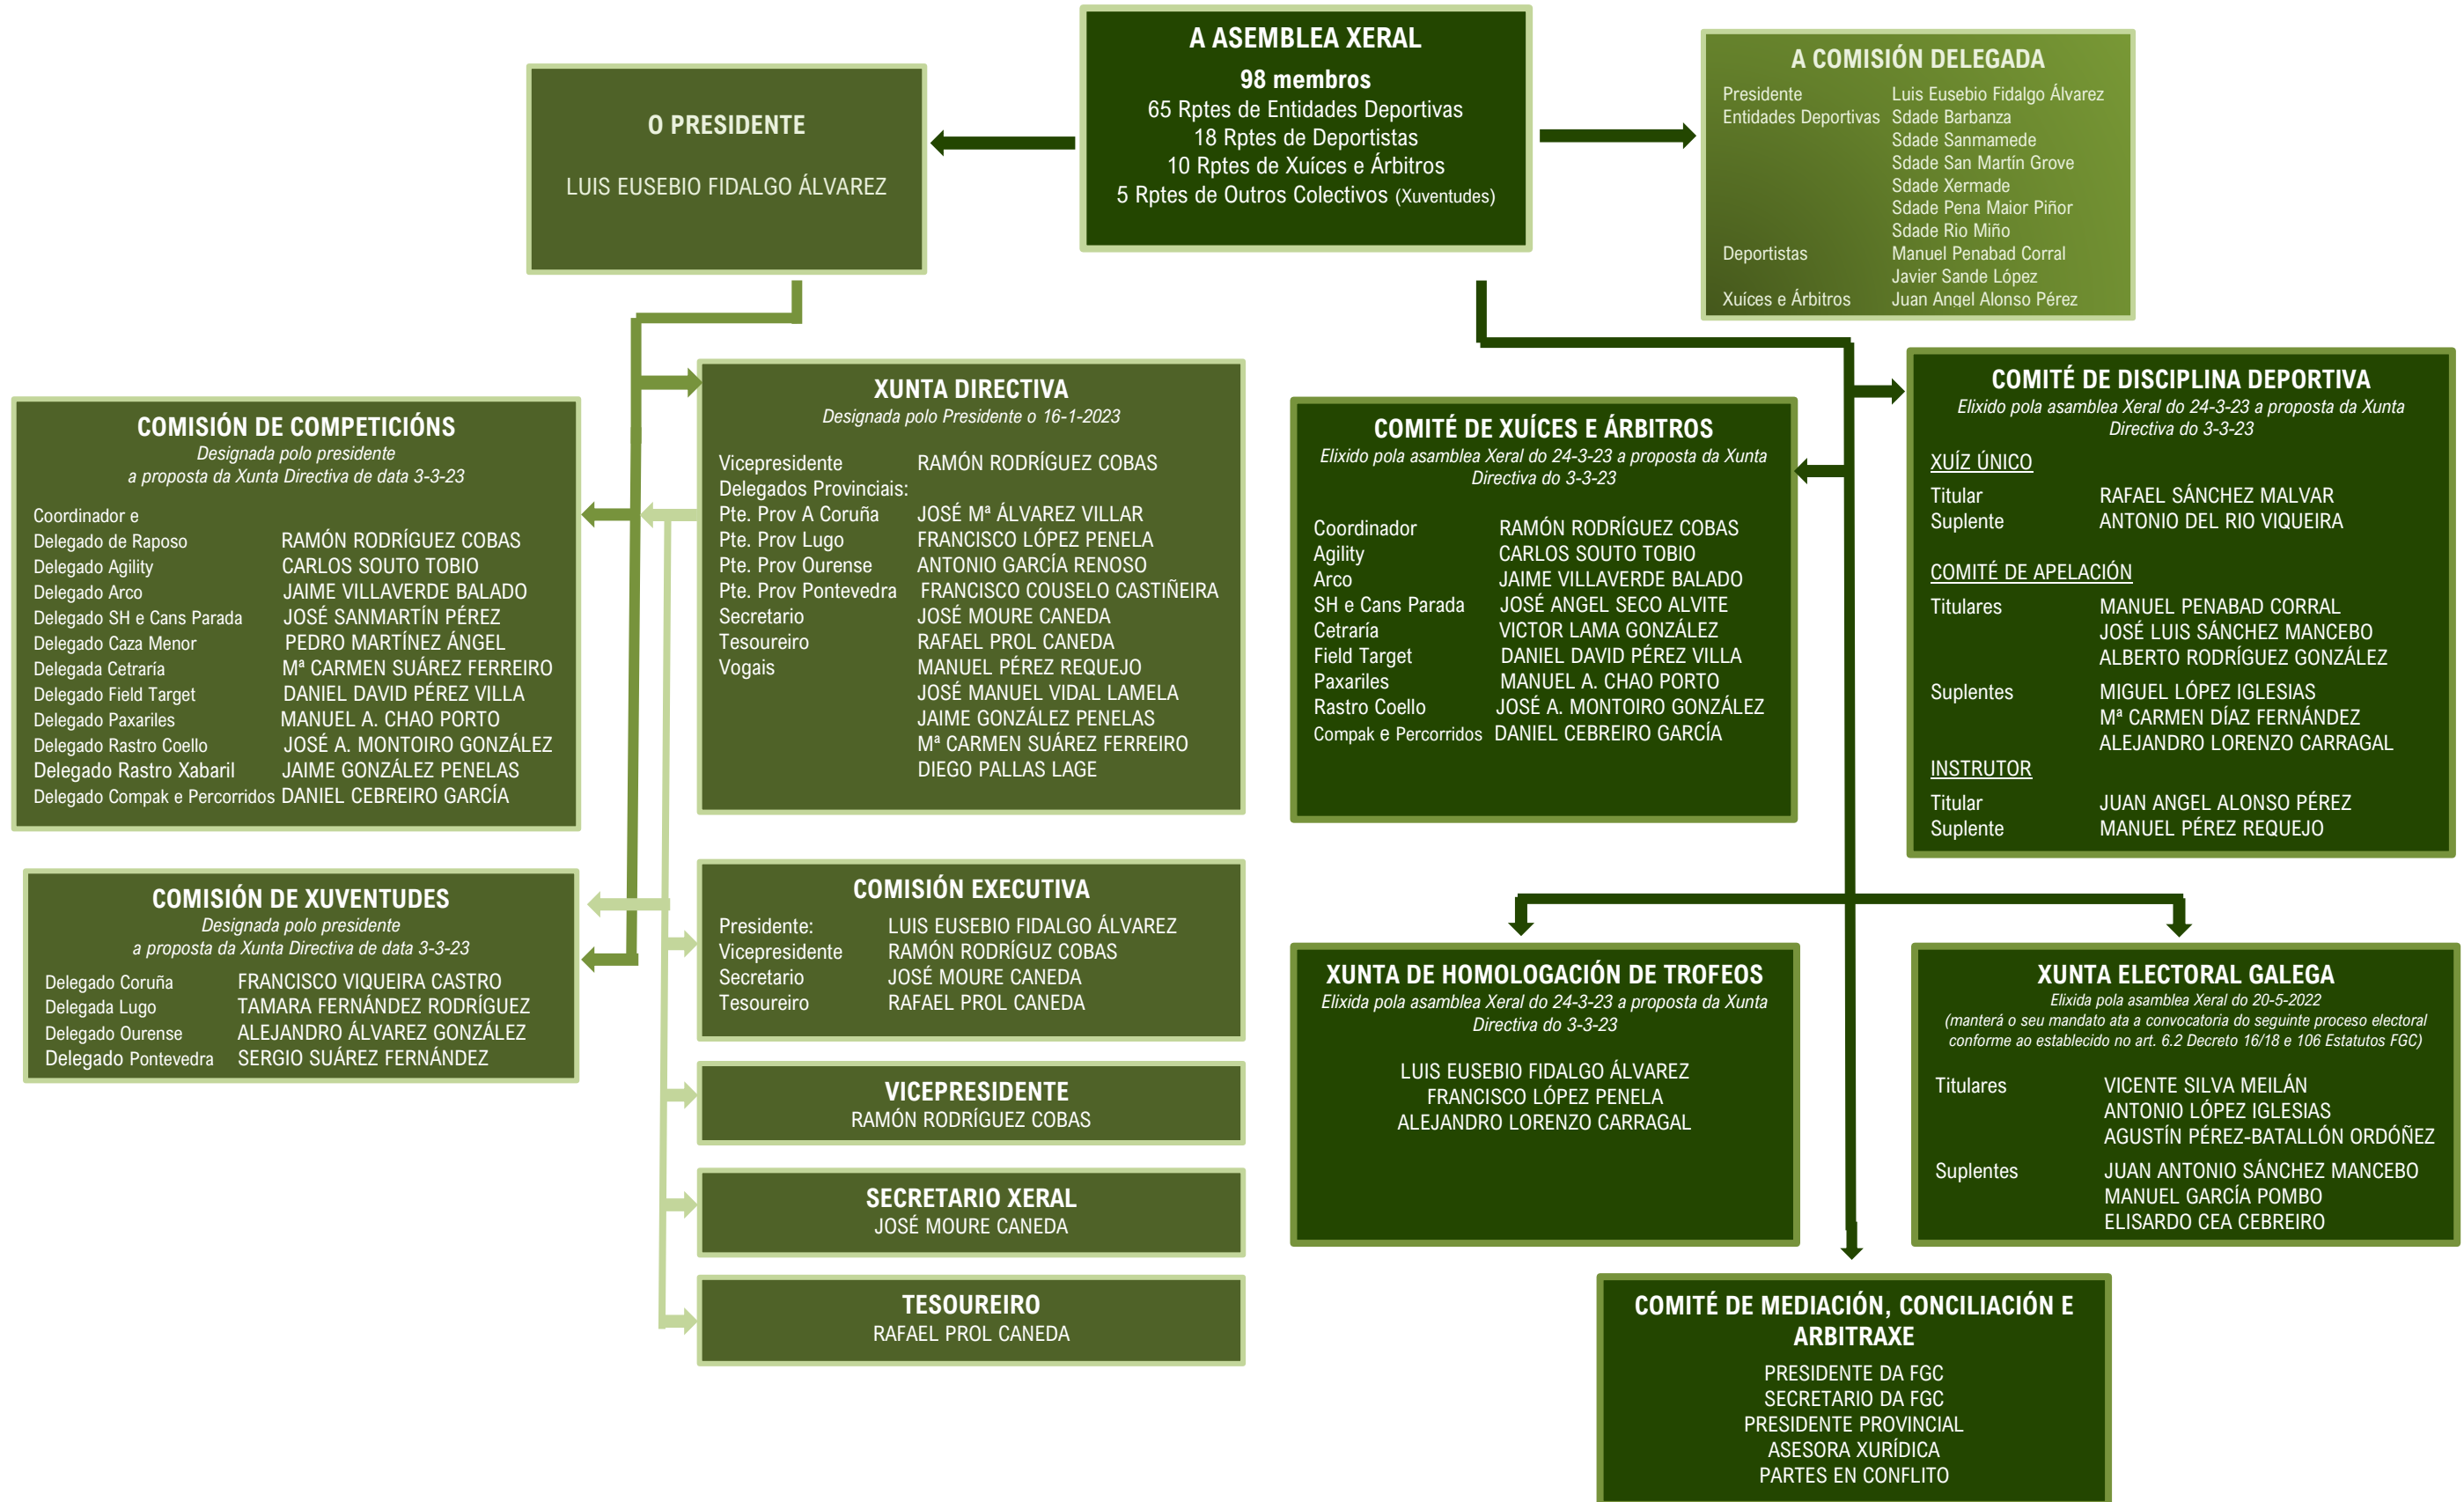 A ASEMBLEA XERAL
98 membros
65 Rptes de Entidades Deportivas
18 Rptes de Deportistas
10 Rptes de Xuíces e Árbitros
5 Rptes de Outros Colectivos (Xuventudes)
O PRESIDENTE
LUIS EUSEBIO FIDALGO ÁLVAREZ
A COMISIÓN DELEGADA
Presidente Luis Eusebio Fidalgo Álvarez
Entidades Deportivas Sdade Barbanza
Sdade Sanmamede
Sdade San Martín Grove
Sdade Xermade
Sdade Pena Maior Piñor
Sdade Rio Miño
Deportistas Manuel Penabad Corral
Javier Sande López
Xuíces e Árbitros Juan Angel Alonso Pérez
COMISIÓN DE COMPETICIÓNS
Designada polo presidente
a proposta da Xunta Directiva de data 3-3-23
Coordinador e
Delegado de Raposo RAMÓN RODRÍGUEZ COBAS
Delegado Agility CARLOS SOUTO TOBIO
Delegado Arco JAIME VILLAVERDE BALADO
Delegado SH e Cans Parada JOSÉ SANMARTÍN PÉREZ
Delegado Caza Menor PEDRO MARTÍNEZ ÁNGEL
Delegada Cetraría Mª CARMEN SUÁREZ FERREIRO
Delegado Field Target DANIEL DAVID PÉREZ VILLA
Delegado Paxariles MANUEL A. CHAO PORTO
Delegado Rastro Coello JOSÉ A. MONTOIRO GONZÁLEZ
Delegado Rastro Xabaril JAIME GONZÁLEZ PENELAS
Delegado Compak e Percorridos DANIEL CEBREIRO GARCÍA
XUNTA DIRECTIVA
Designada polo Presidente o 16-1-2023
Vicepresidente RAMÓN RODRÍGUEZ COBAS
Delegados Provinciais:
Pte. Prov A Coruña JOSÉ Mª ÁLVAREZ VILLAR
Pte. Prov Lugo FRANCISCO LÓPEZ PENELA
Pte. Prov Ourense ANTONIO GARCÍA RENOSO
Pte. Prov Pontevedra FRANCISCO COUSELO CASTIÑEIRA
Secretario JOSÉ MOURE CANEDA
Tesoureiro RAFAEL PROL CANEDA
Vogais MANUEL PÉREZ REQUEJO
JOSÉ MANUEL VIDAL LAMELA
JAIME GONZÁLEZ PENELAS
Mª CARMEN SUÁREZ FERREIRO
DIEGO PALLAS LAGE
COMITÉ DE XUÍCES E ÁRBITROS
Elixido pola asamblea Xeral do 24-3-23 a proposta da Xunta
Directiva do 3-3-23
Coordinador RAMÓN RODRÍGUEZ COBAS
Agility CARLOS SOUTO TOBIO
Arco JAIME VILLAVERDE BALADO
SH e Cans Parada JOSÉ ANGEL SECO ALVITE
Cetraría VICTOR LAMA GONZÁLEZ
Field Target DANIEL DAVID PÉREZ VILLA
Paxariles MANUEL A. CHAO PORTO
Rastro Coello JOSÉ A. MONTOIRO GONZÁLEZ
Compak e Percorridos DANIEL CEBREIRO GARCÍA
COMITÉ DE DISCIPLINA DEPORTIVA
Elixido pola asamblea Xeral do 24-3-23 a proposta da Xunta
Directiva do 3-3-23
XUÍZ ÚNICO
Titular RAFAEL SÁNCHEZ MALVAR
Suplente ANTONIO DEL RIO VIQUEIRA
COMITÉ DE APELACIÓN
Titulares MANUEL PENABAD CORRAL
JOSÉ LUIS SÁNCHEZ MANCEBO
ALBERTO RODRÍGUEZ GONZÁLEZ
Suplentes MIGUEL LÓPEZ IGLESIAS
Mª CARMEN DÍAZ FERNÁNDEZ
ALEJANDRO LORENZO CARRAGAL
INSTRUTOR
Titular JUAN ANGEL ALONSO PÉREZ
Suplente MANUEL PÉREZ REQUEJO
COMISIÓN DE XUVENTUDES
Designada polo presidente
a proposta da Xunta Directiva de data 3-3-23
Delegado Coruña FRANCISCO VIQUEIRA CASTRO
Delegada Lugo TAMARA FERNÁNDEZ RODRÍGUEZ
Delegado Ourense ALEJANDRO ÁLVAREZ GONZÁLEZ
Delegado Pontevedra SERGIO SUÁREZ FERNÁNDEZ
COMISIÓN EXECUTIVA
Presidente: LUIS EUSEBIO FIDALGO ÁLVAREZ
Vicepresidente RAMÓN RODRÍGUZ COBAS
Secretario JOSÉ MOURE CANEDA
Tesoureiro RAFAEL PROL CANEDA
VICEPRESIDENTE
RAMÓN RODRÍGUEZ COBAS
SECRETARIO XERAL
JOSÉ MOURE CANEDA
TESOUREIRO
RAFAEL PROL CANEDA
XUNTA DE HOMOLOGACIÓN DE TROFEOS
Elixida pola asamblea Xeral do 24-3-23 a proposta da Xunta
Directiva do 3-3-23
LUIS EUSEBIO FIDALGO ÁLVAREZ
FRANCISCO LÓPEZ PENELA
ALEJANDRO LORENZO CARRAGAL
XUNTA ELECTORAL GALEGA
Elixida pola asamblea Xeral do 20-5-2022
(manterá o seu mandato ata a convocatoria do seguinte proceso electoral
conforme ao establecido no art. 6.2 Decreto 16/18 e 106 Estatutos FGC)
Titulares VICENTE SILVA MEILÁN
ANTONIO LÓPEZ IGLESIAS
AGUSTÍN PÉREZ-BATALLÓN ORDÓÑEZ
Suplentes JUAN ANTONIO SÁNCHEZ MANCEBO
MANUEL GARCÍA POMBO
ELISARDO CEA CEBREIRO
COMITÉ DE MEDIACIÓN, CONCILIACIÓN E
ARBITRAXE
PRESIDENTE DA FGC
SECRETARIO DA FGC
PRESIDENTE PROVINCIAL
ASESORA XURÍDICA
PARTES EN CONFLITO